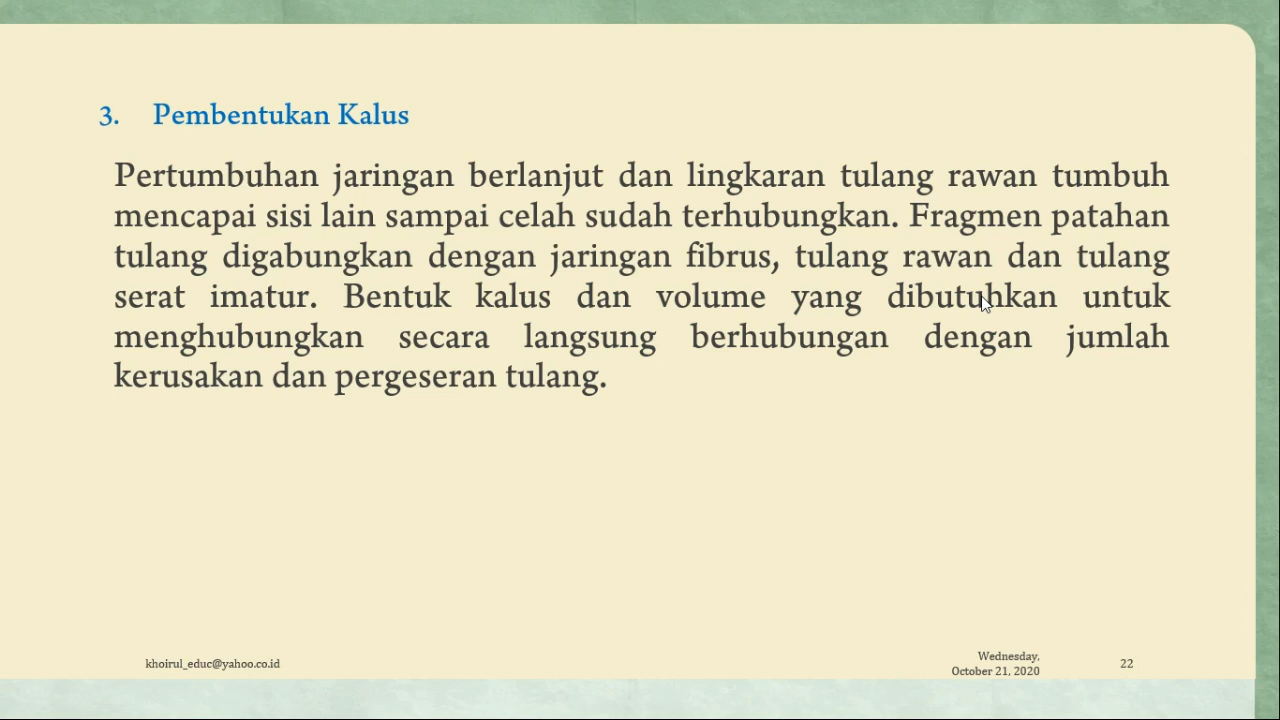 3. Pembentukan Kalus
Pertumbuhan jaringan berlanjut dan lingkaran tulang rawan tumbuh
mencapai sisi lain sampai celah sudah terhubungkan. Fragmen patahan
tulang digabungkan dengan jaringan fibrus, tulang rawan dan tulang
serat imatur. Bentuk kalus dan volume yang dibutuhkan untuk
menghubungkan secara langsung berhubungan dengan jumlah
kerusakan dan pergeseran tulang.
khoirul_educ@yahoo.co.id
Wednesday,
October 21, 2020
22